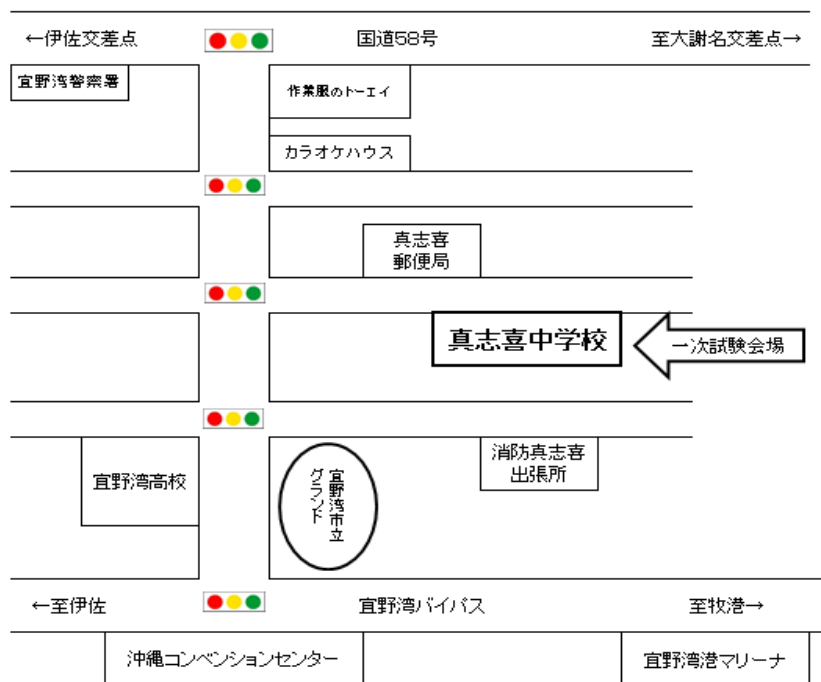 ←伊佐交差点
国道58号
至大謝名交差点→
宜野湾警察署
作業服のトーエイ
カラオケハウス
真志喜
郵便局
真志喜中学校
一次試験会場
消防真志喜
出張所
宜野湾高校
宜野湾市立
グランド
←至伊佐
宜野湾バイパス
至牧港→
沖縄コンベンションセンター
宜野湾港マリーナ